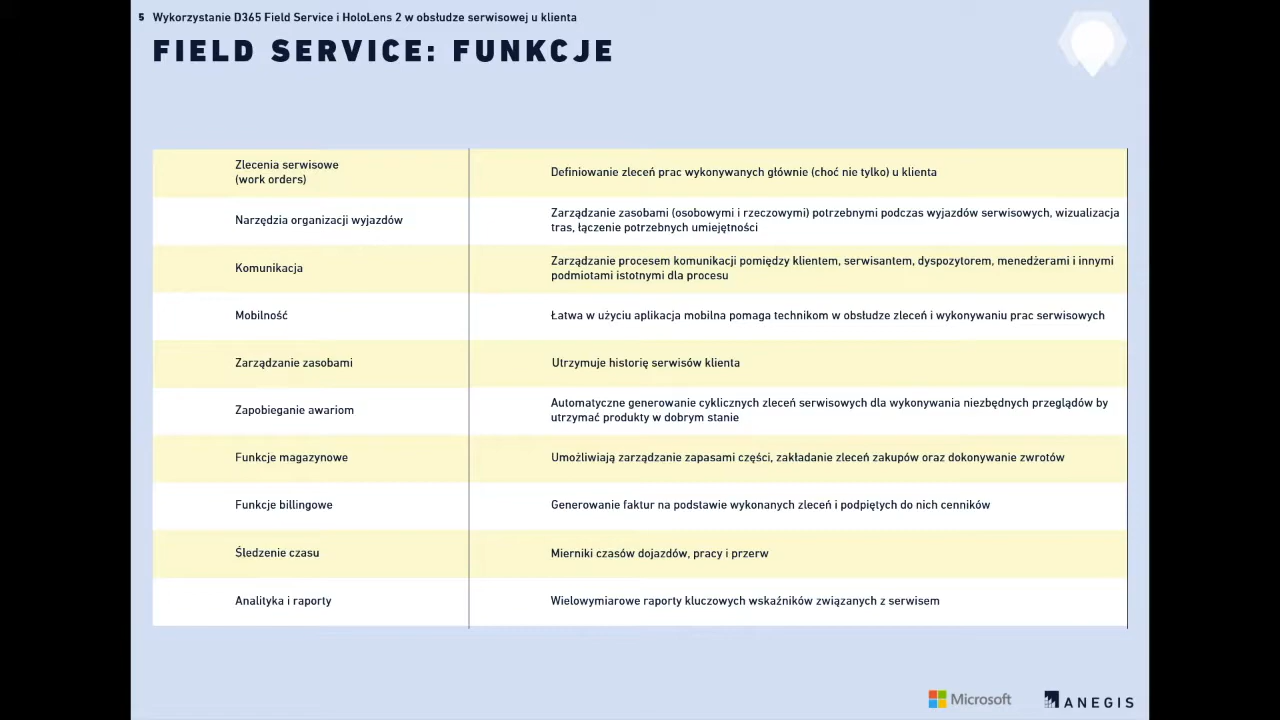 5 Wykorzystanie D365 Field Service i HoloLens 2 w obsłudze serwisowej u klienta
FIELD SERVICE: FUNKCJE
Zlecenia serwisowe
(work orders)
Definiowanie zleceń prac wykonywanych głównie (choć nie tylko) u klienta
Narzędzia organizacji wyjazdów
Zarządzanie zasobami (osobowymi i rzeczowymi) potrzebnymi podczas wyjazdów serwisowych, wizualizacja
tras, łączenie potrzebnych umiejętności
Komunikacja
Zarządzanie procesem komunikacji pomiędzy klientem, serwisantem, dyspozytorem, menedżerami i innymi
podmiotami istotnymi dla procesu
Mobilność
Łatwa w użyciu aplikacja mobilna pomaga technikom w obsłudze zleceń i wykonywaniu prac serwisowych
Zarządzanie zasobami
Utrzymuje historię serwisów klienta
Zapobieganie awariom
Automatyczne generowanie cyklicznych zleceń serwisowych dla wykonywania niezbędnych przeglądów by
utrzymać produkty w dobrym stanie
Funkcje magazynowe
Umożliwiają zarządzanie zapasami części, zakładanie zleceń zakupów oraz dokonywanie zwrotów
Funkcje billingowe
Generowanie faktur na podstawie wykonanych zleceń i podpiętych do nich cenników
Śledzenie czasu
Mierniki czasów dojazdów, pracy i przerw
Analityka i raporty
Wielowymiarowe raporty kluczowych wskaźników związanych z serwisem
Microsoft
ANEGIS